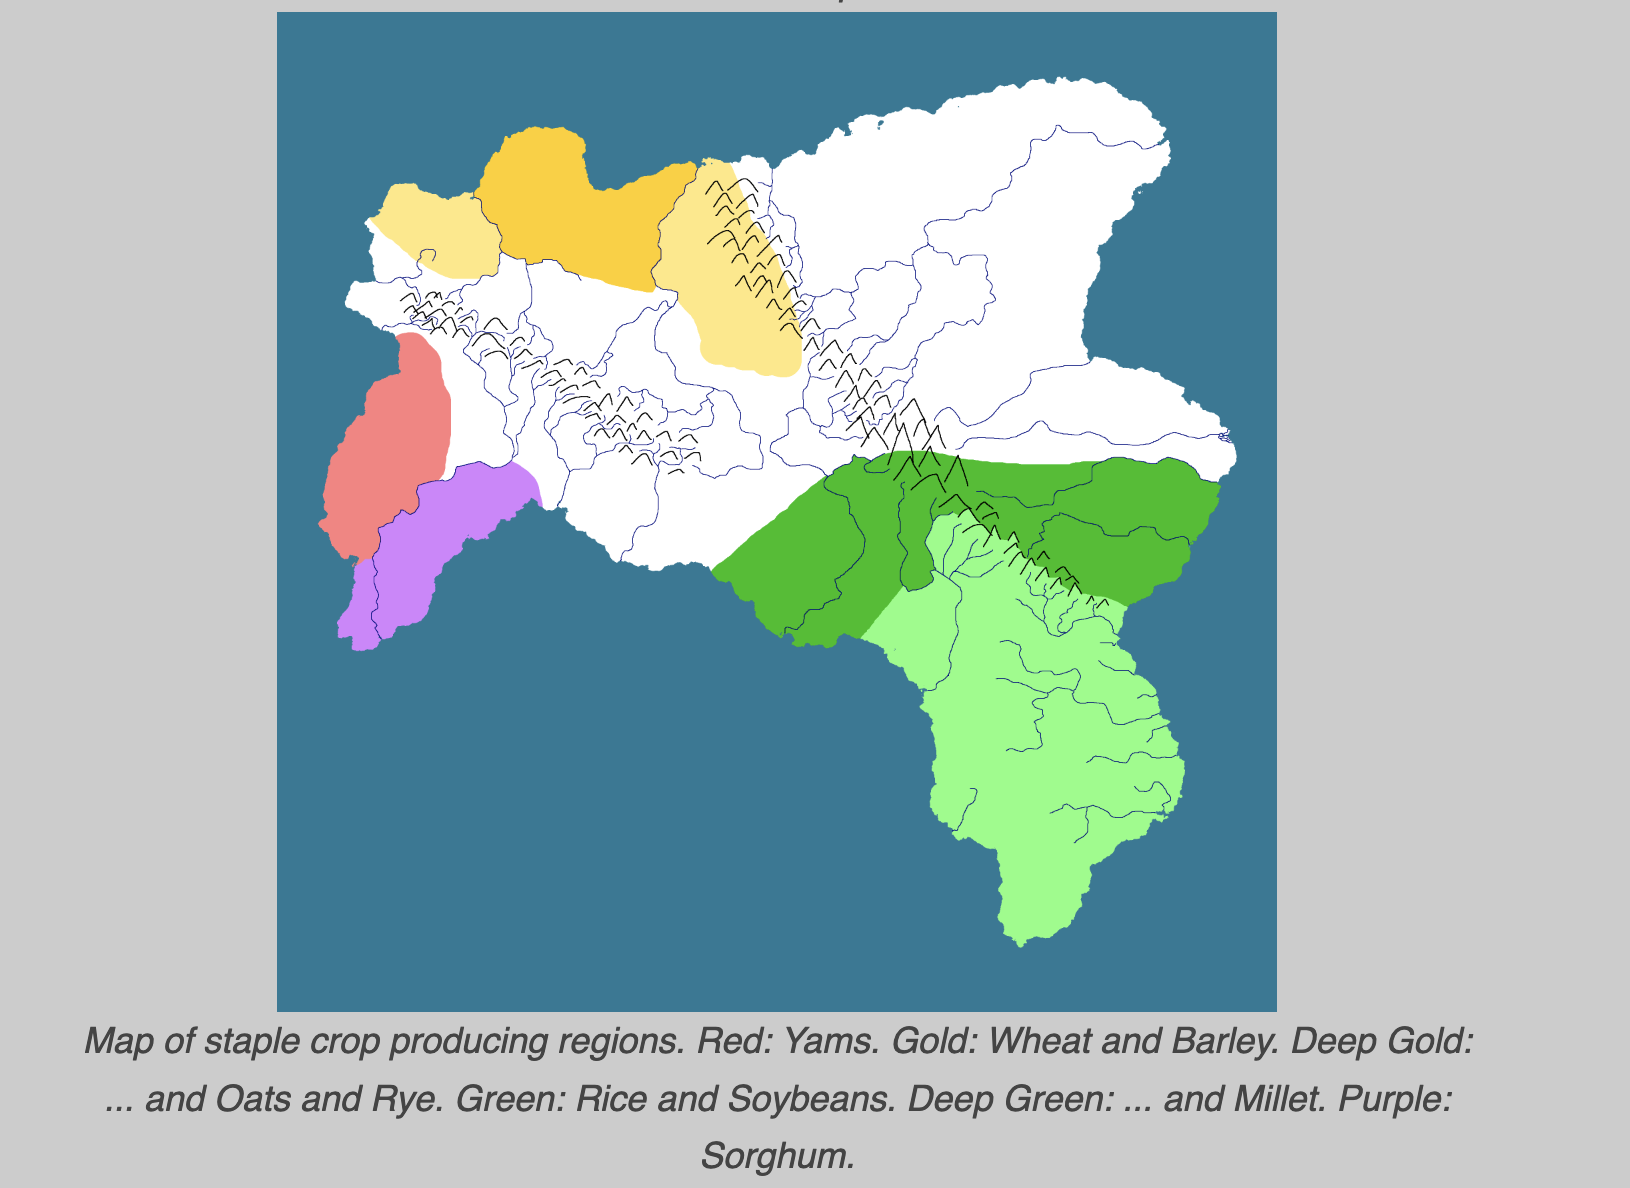 Map of staple crop producing regions. Red: Yams. Gold: Wheat and Barley. Deep Gold:
... and Oats and Rye. Green: Rice and Soybeans. Deep Green: ... and Millet. Purple:
Sorghum.